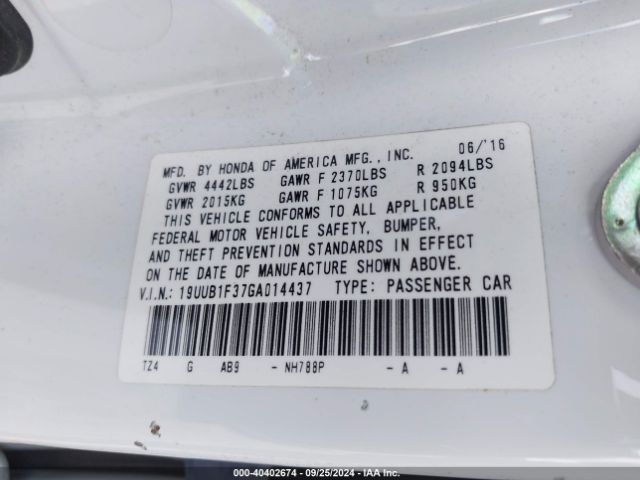 MFD. BY HONDA OF AMERICA MFG., INC. 06/'16
GVWR 4442LBS GAWR F 2370LBS R 2094LBS
GVWR 2015KG GAWR F 1075KG R 950KG
THIS VEHICLE CONFORMS TO ALL APPLICABLE
FEDERAL MOTOR VEHICLE SAFETY, BUMPER,
AND THEFT PREVENTION STANDARDS IN EFFECT
ON THE DATE OF MANUFACTURE SHOWN ABOVE.
V.I.N.: 19UUB1F37GA014437 TYPE: PASSENGER CAR
TZ4 G AB9 - NH788P - A - A
000-40402674 - 09/25/2024 - IAA Inc.